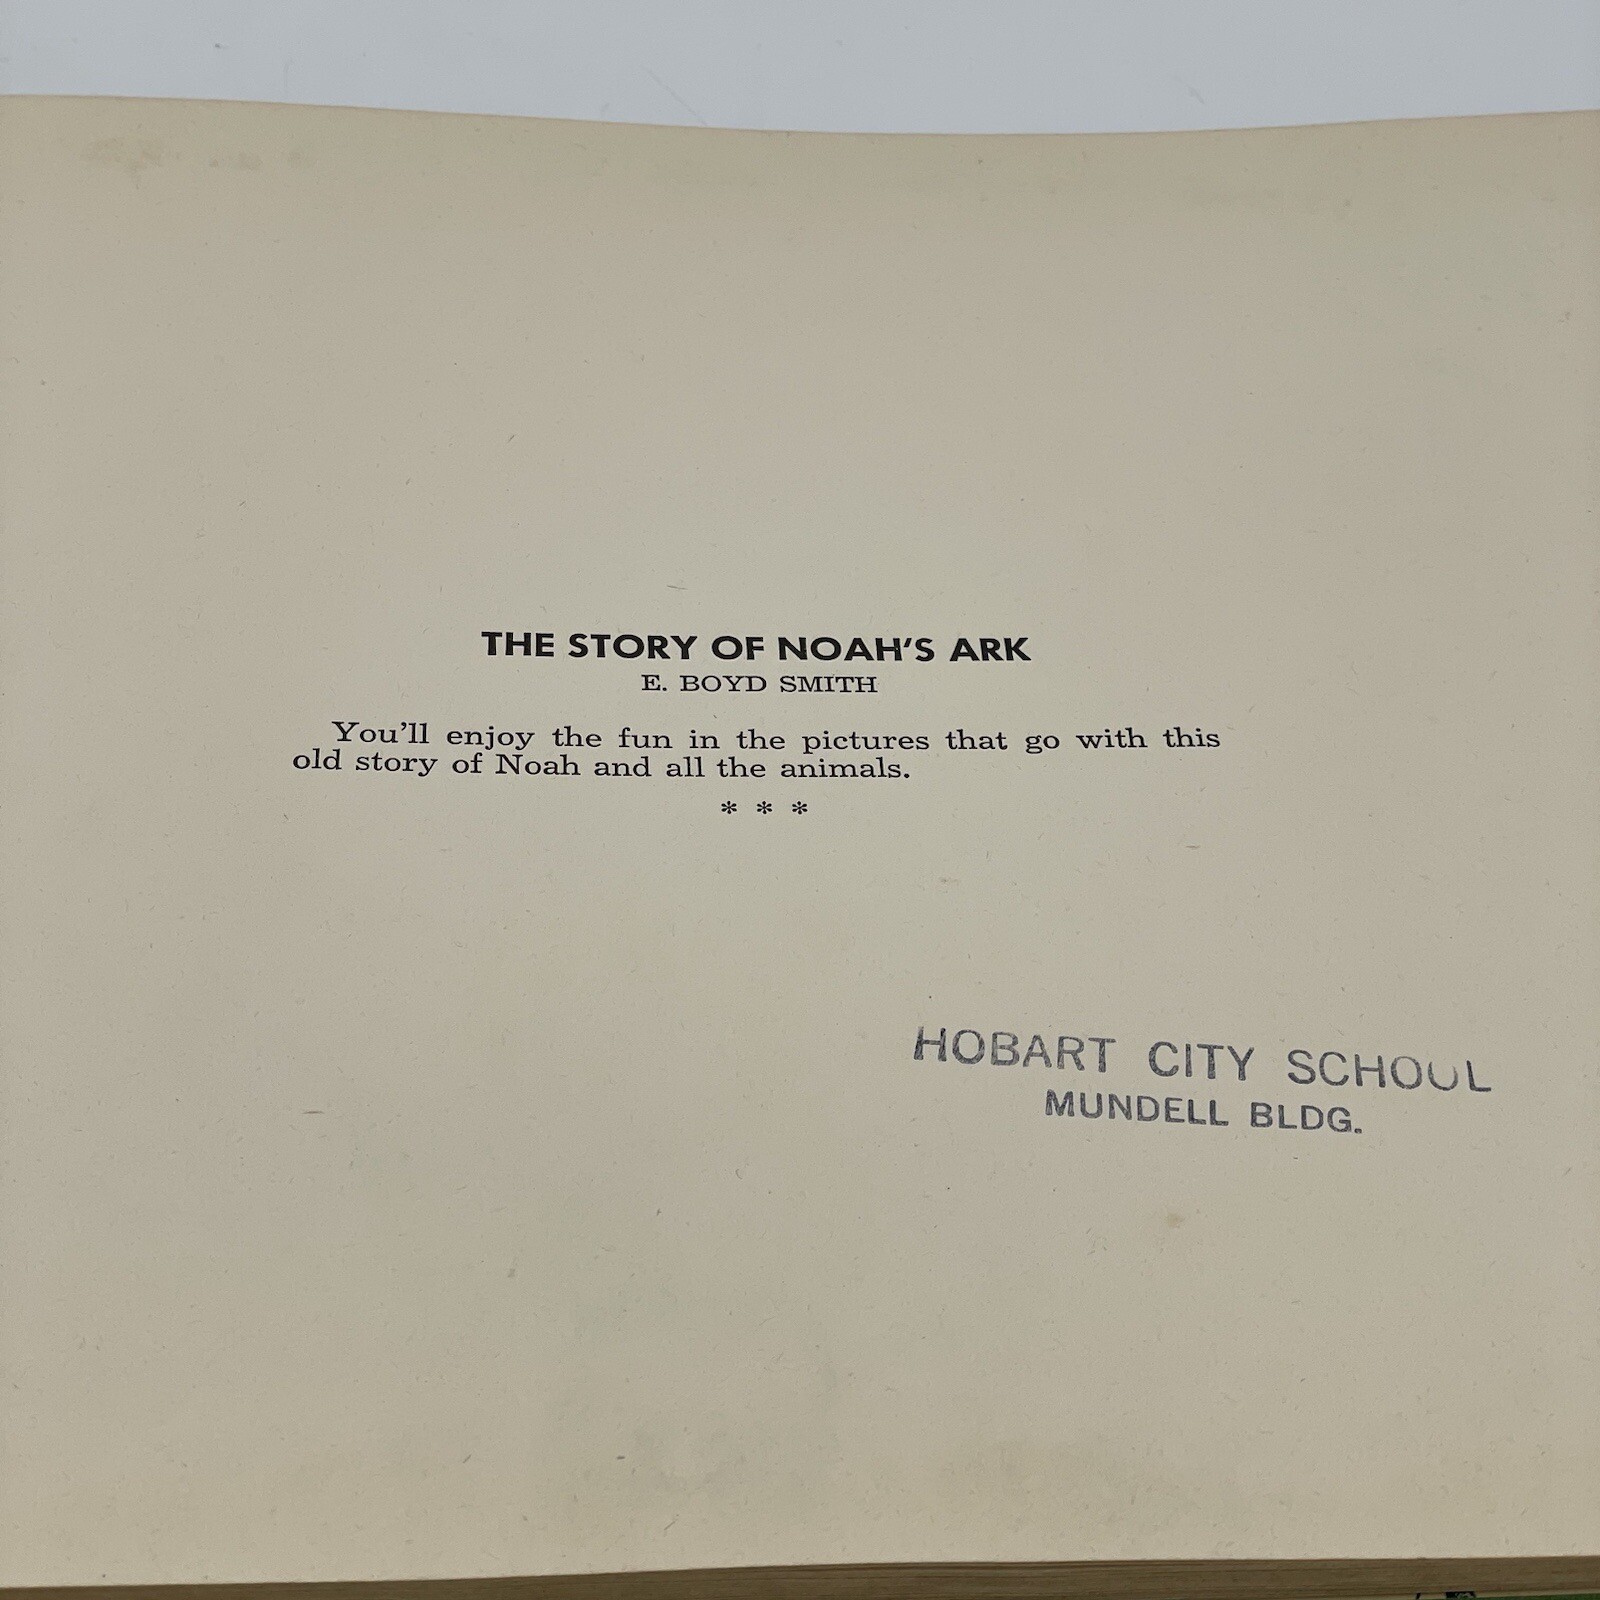 THE STORY OF NOAH'S ARK
E. BOYD SMITH
You'll enjoy the fun in the pictures that go with this
old story of Noah and all the animals.
* * *
HOBART CITY SCHOOL
MUNDELL BLDG.